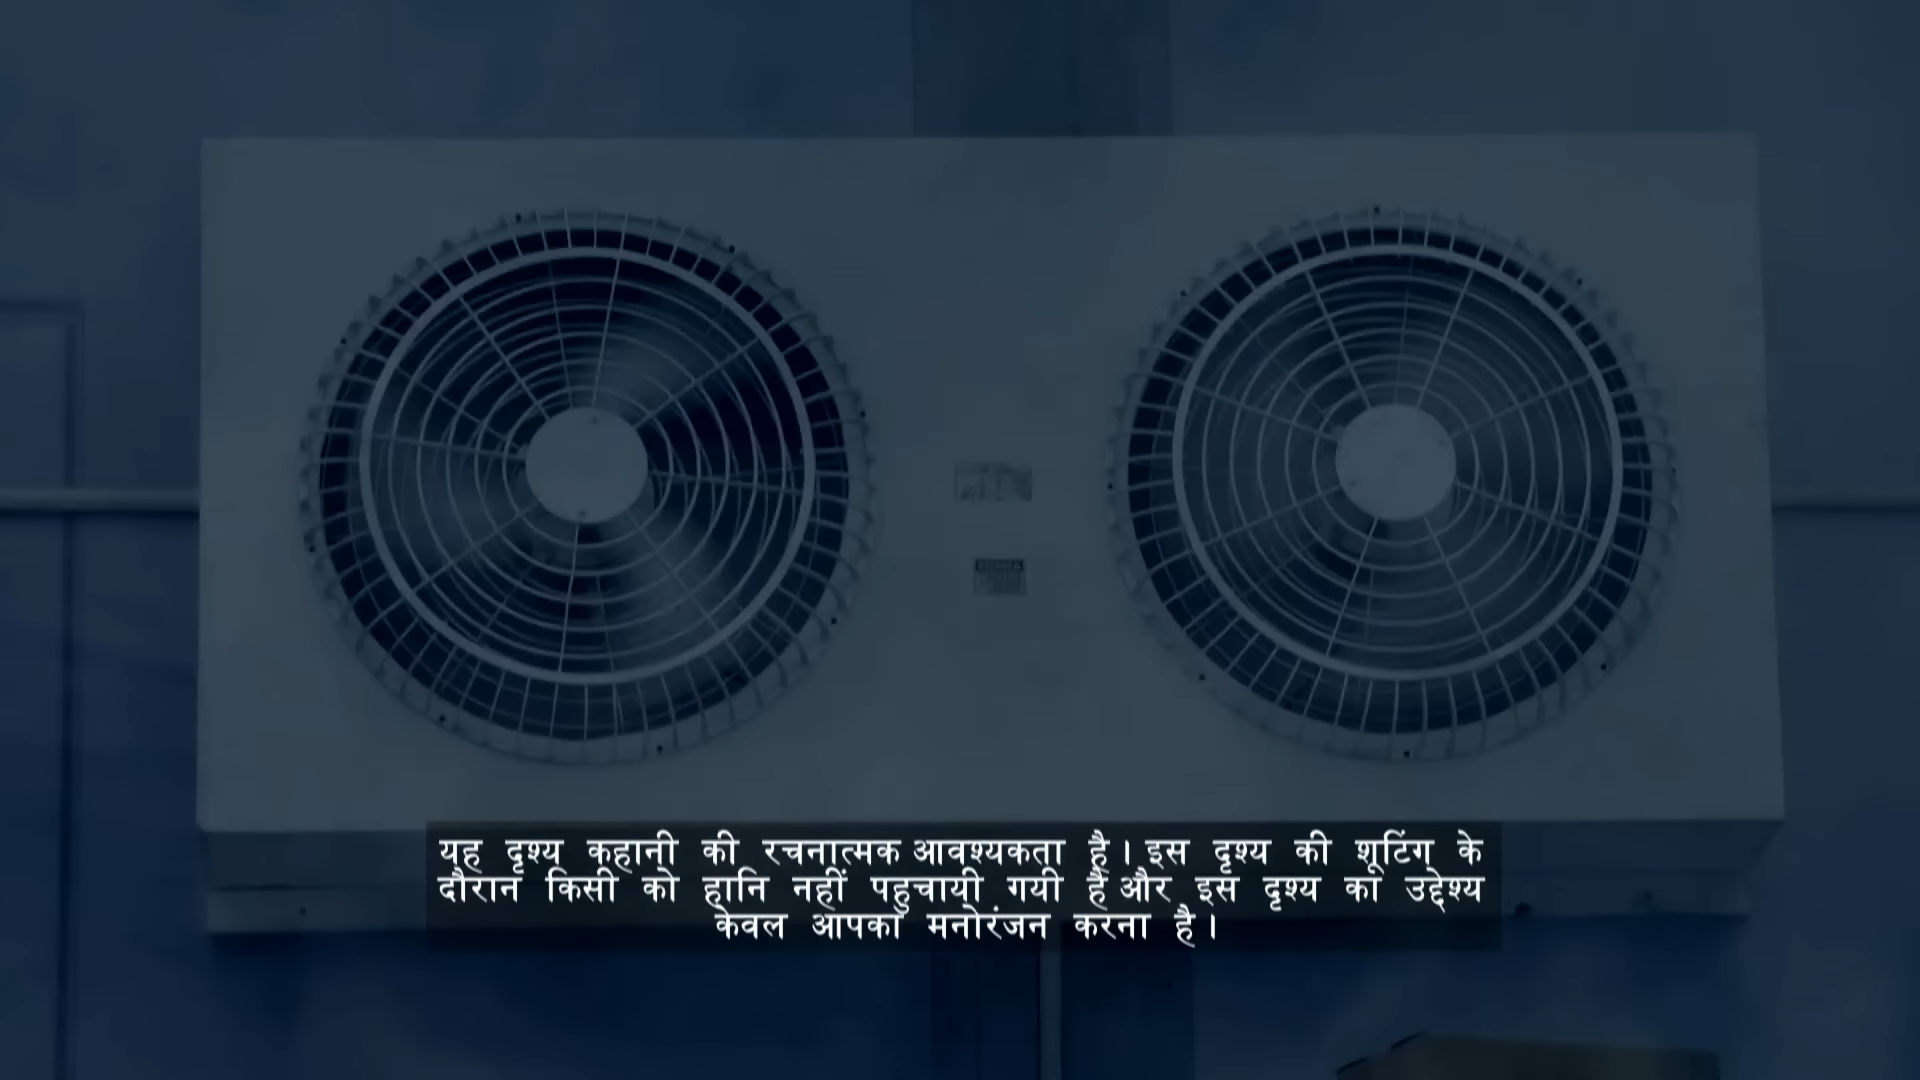 यह दृश्य कहानी की रचनात्मक आवश्यकता है। इस दृश्य की शूटिंग के
दौरान किसी को हानि नहीं पहुचायी गयी है और इस दृश्य का उद्देश्य
केवल आपका मनोरंजन करना है।